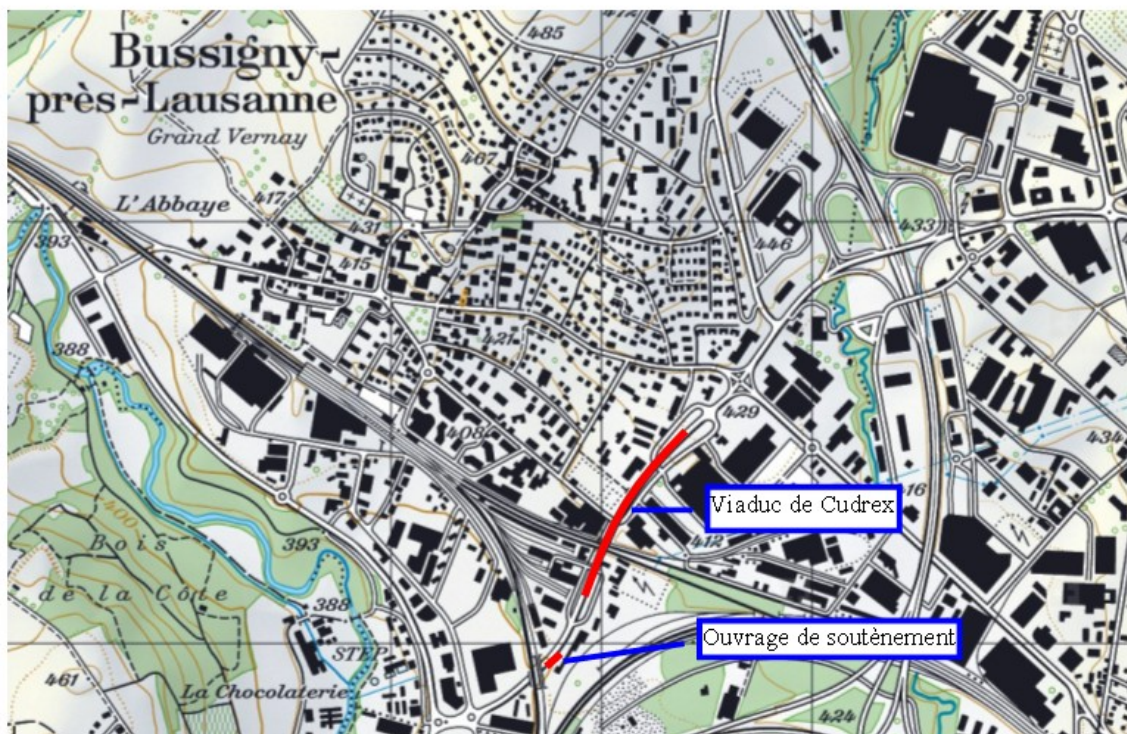 485
Bussigny-
près-Lausanne
Grand Vernay
467
L'Abbaye
417
431
433
393
446
415
421
388
429
408
434
Viaduc de Cudrex
412
400
Bois
393
de la Côte
388
Ouvrage de soutènement
STEP
461
La Chocolaterie
424